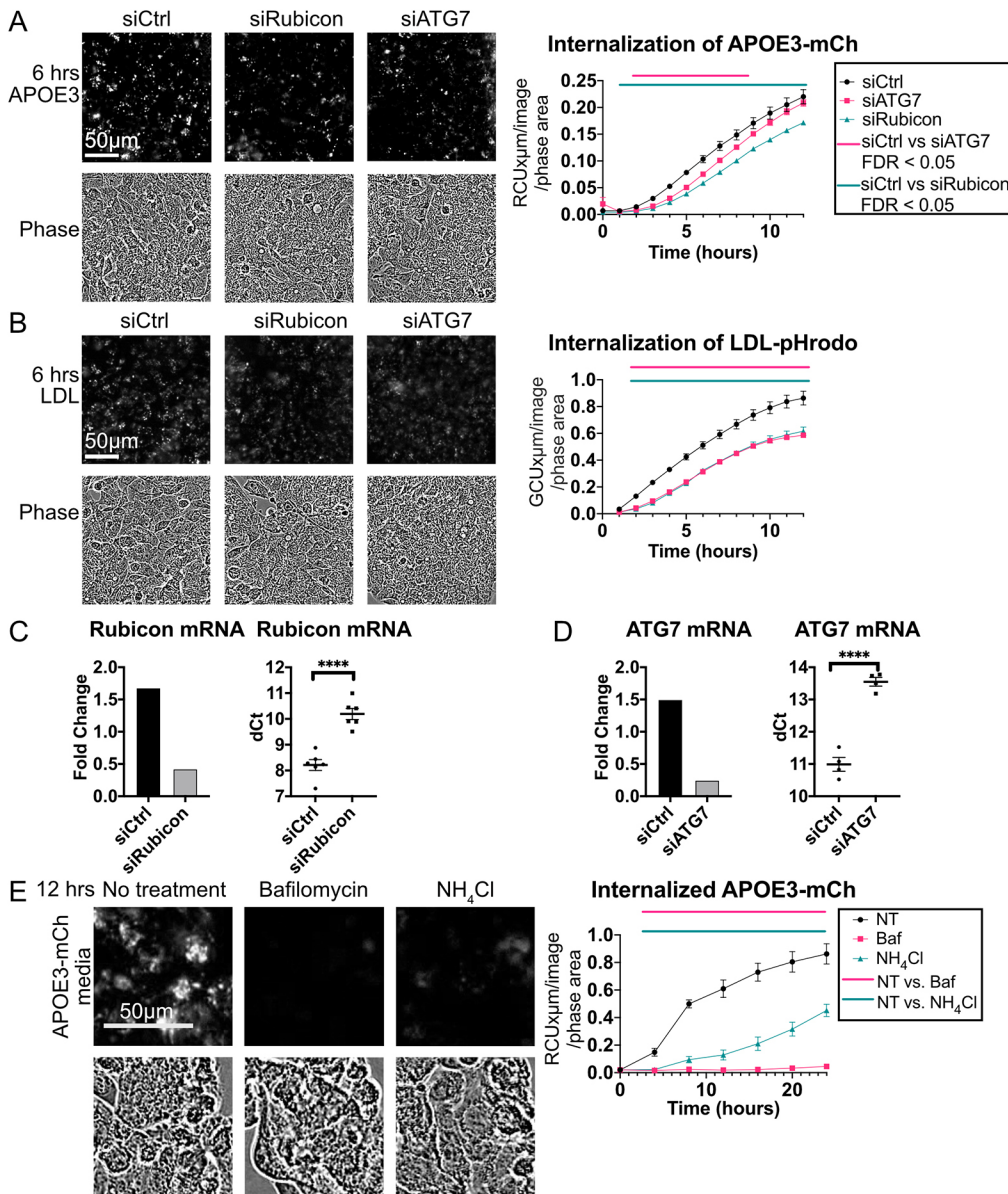 A
siCtrl
siRubicon
siATG7
6 hrs
APOE3
50μm
Phase
Internalization of APOE3-mCh
RCUxμm/image
/phase area
0.25
0.20
0.15
0.10
0.05
0.00
0
5
10
Time (hours)
siCtrl
siATG7
siRubicon
siCtrl vs siATG7
FDR < 0.05
siCtrl vs siRubicon
FDR < 0.05
B
siCtrl
siRubicon
siATG7
6 hrs
LDL
50μm
Phase
Internalization of LDL-pHrodo
GCUxμm/image
/phase area
1.0
0.8
0.6
0.4
0.2
0.0
0
5
10
Time (hours)
C
Rubicon mRNA
Fold Change
2.0
1.5
1.0
0.5
0.0
siCtrl
siRubicon
Rubicon mRNA
dCt
12
11
10
9
8
7
****
siCtrl
siRubicon
D
ATG7 mRNA
Fold Change
2.0
1.5
1.0
0.5
0.0
siCtrl
siATG7
ATG7 mRNA
dCt
14
13
12
11
10
****
siCtrl
siATG7
E
12 hrs
No treatment
Bafilomycin
NH4Cl
APOE3-mCh
media
50μm
Internalized APOE3-mCh
RCUxμm/image
/phase area
1.0
0.8
0.6
0.4
0.2
0.0
0
10
20
Time (hours)
NT
Baf
NH4Cl
NT vs. Baf
NT vs. NH4Cl